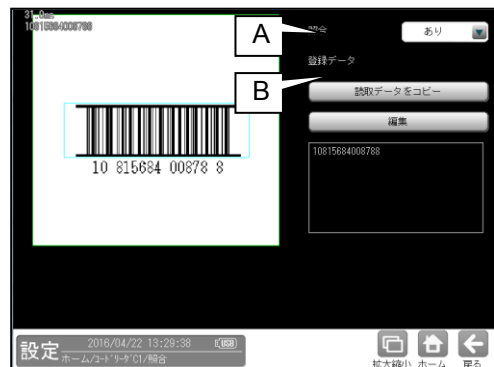 31.0ms
10815684008788
A
照合
あり
登録データ
B
読取データをコピー
編集
10815684008788
10 815684 00878 8
設定
2016/04/22 13:29:38
USB
ホーム/コードリーダC1/照合
拡大縮小
ホーム
戻る